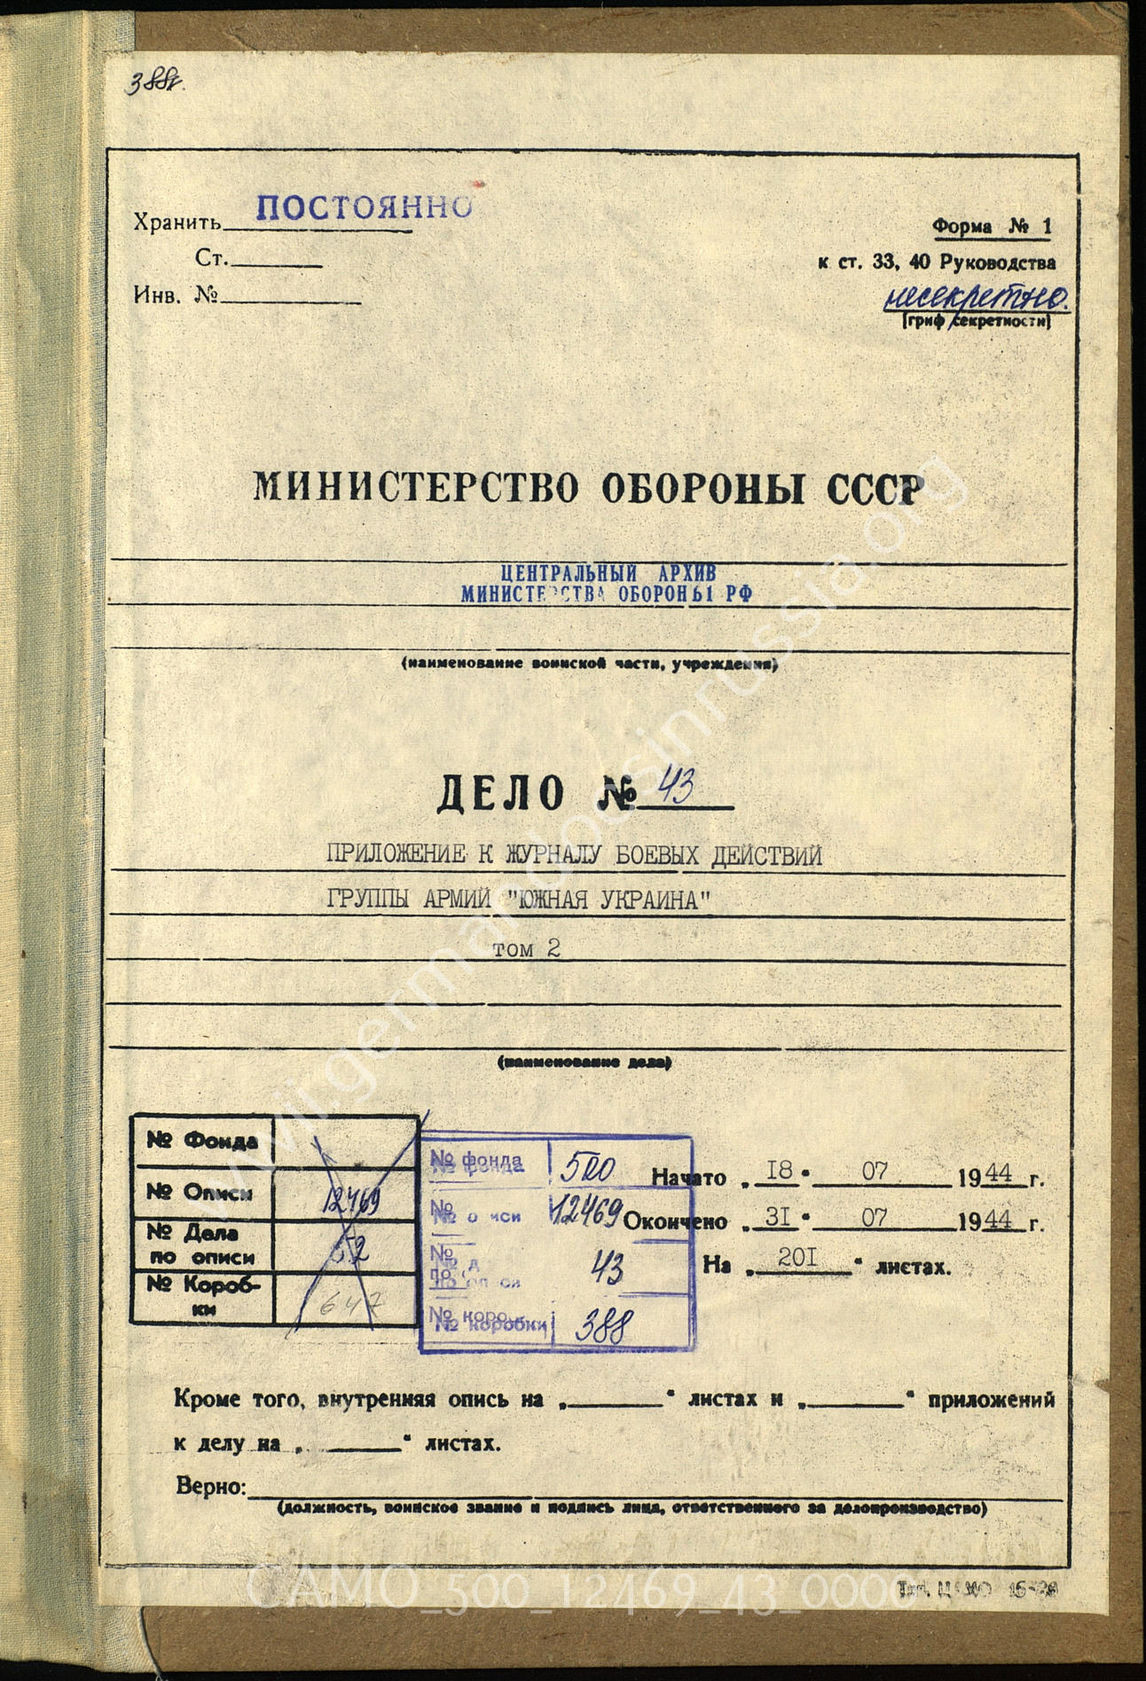 388г.
Хранить ПОСТОЯННО
Ст.
Инв. №
Форма № 1
к ст. 33, 40 Руководства
несекретно.
(гриф секретности)
МИНИСТЕРСТВО ОБОРОНЫ СССР
ЦЕНТРАЛЬНЫЙ АРХИВ
МИНИСТЕРСТВА ОБОРОНЫ РФ
(наименование воинской части, учреждения)
ДЕЛО № 43
ПРИЛОЖЕНИЕ К ЖУРНАЛУ БОЕВЫХ ДЕЙСТВИЙ
ГРУППЫ АРМИЙ "ЮЖНАЯ УКРАИНА"
том 2
(наименование дела)
№ Фонда
№ Описи 12469
№ Дела по описи 52
№ Коробки 647
№ фонда 500
№ описи 12469
№ дела по описи 43
№ коробки 388
Начато „18" 07 1944 г.
Окончено „31" 07 1944 г.
На „201" листах.
Кроме того, внутренняя опись на „ " листах и „ " приложений
к делу на „ " листах.
Верно:
(должность, воинское звание и подпись лица, ответственного за делопроизводство)
www.germandocsinrussia.org
CAMO_500_12469_43_0000